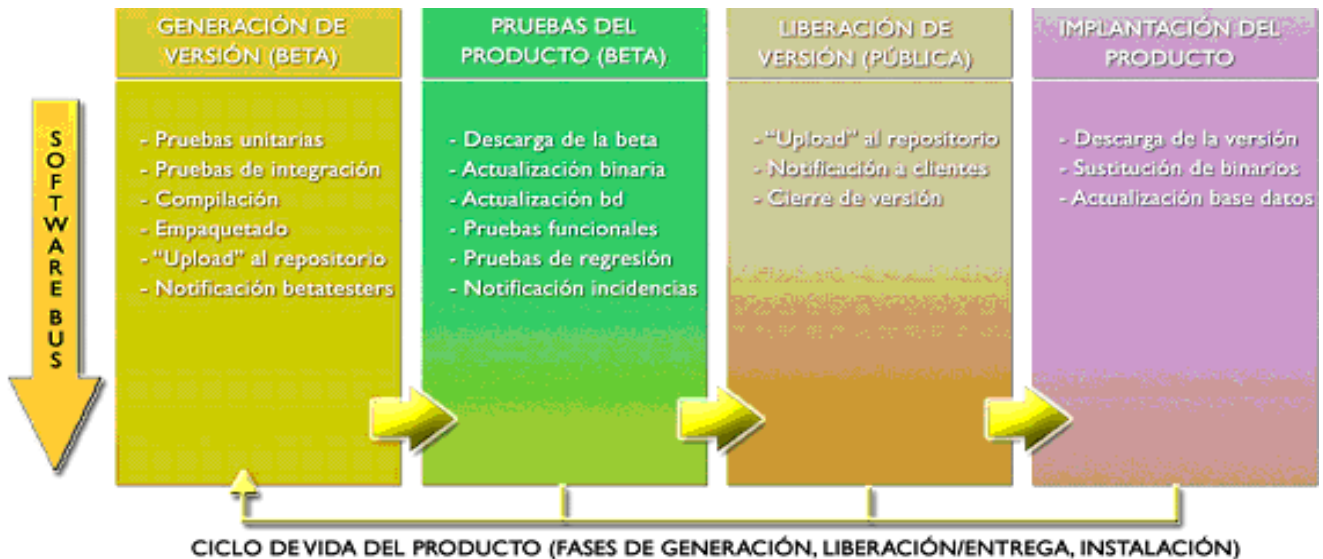 GENERACIÓN DE
VERSIÓN (BETA)
PRUEBAS DEL
PRODUCTO (BETA)
LIBERACIÓN DE
VERSIÓN (PÚBLICA)
IMPLANTACIÓN DEL
PRODUCTO
SOFTWARE BUS
- Pruebas unitarias
- Pruebas de integración
- Compilación
- Empaquetado
- “Upload” al repositorio
- Notificación betatesters
- Descarga de la beta
- Actualización binaria
- Actualización bd
- Pruebas funcionales
- Pruebas de regresión
- Notificación incidencias
- “Upload” al repositorio
- Notificación a clientes
- Cierre de versión
- Descarga de la versión
- Sustitución de binarios
- Actualización base datos
CICLO DE VIDA DEL PRODUCTO (FASES DE GENERACIÓN, LIBERACIÓN/ENTREGA, INSTALACIÓN)